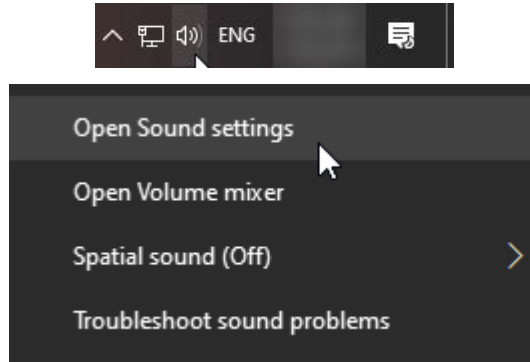 ENG
Open Sound settings
Open Volume mixer
Spatial sound (Off)
Troubleshoot sound problems